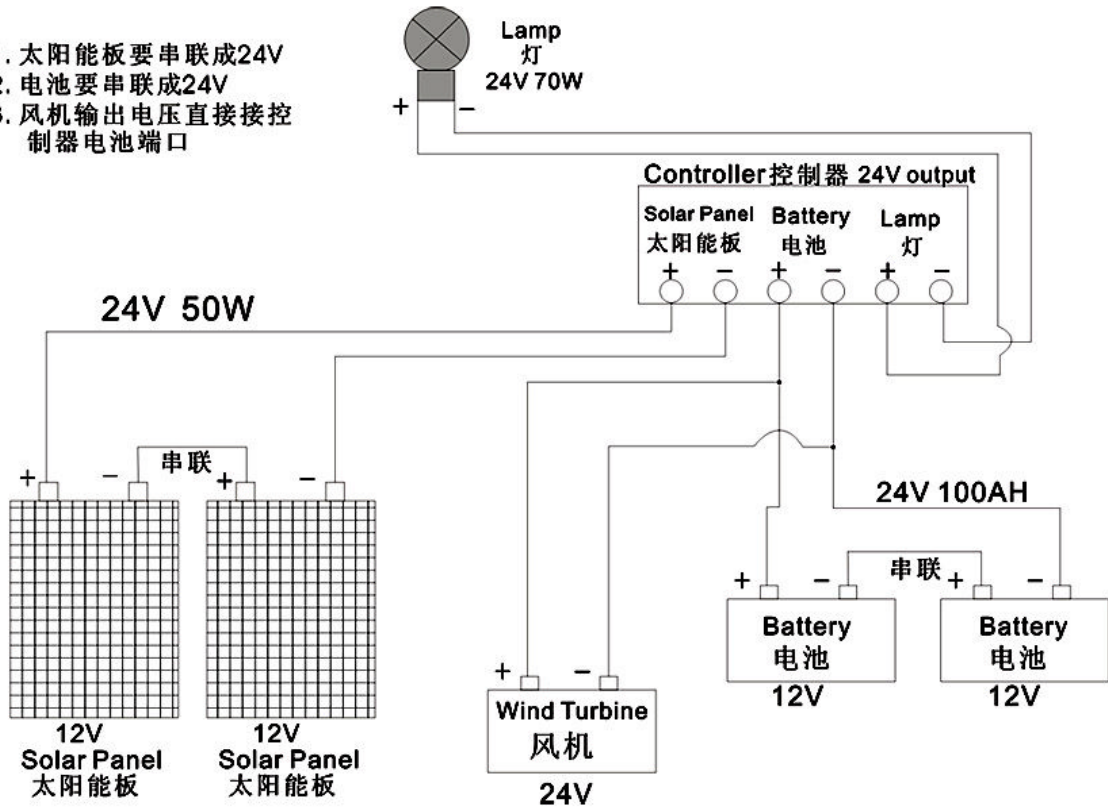 . 太阳能板要串联成24V
2. 电池要串联成24V
3. 风机输出电压直接接控
制器电池端口
Lamp
灯
24V 70W
+ −
Controller控制器 24V output
Solar Panel Battery Lamp
太阳能板 电池 灯
+ − + − + −
24V 50W
+ − 串联 + −
24V 100AH
+ − 串联 + −
Battery Battery
电池 电池
12V 12V
+ −
Wind Turbine
风机
24V
12V 12V
Solar Panel Solar Panel
太阳能板 太阳能板